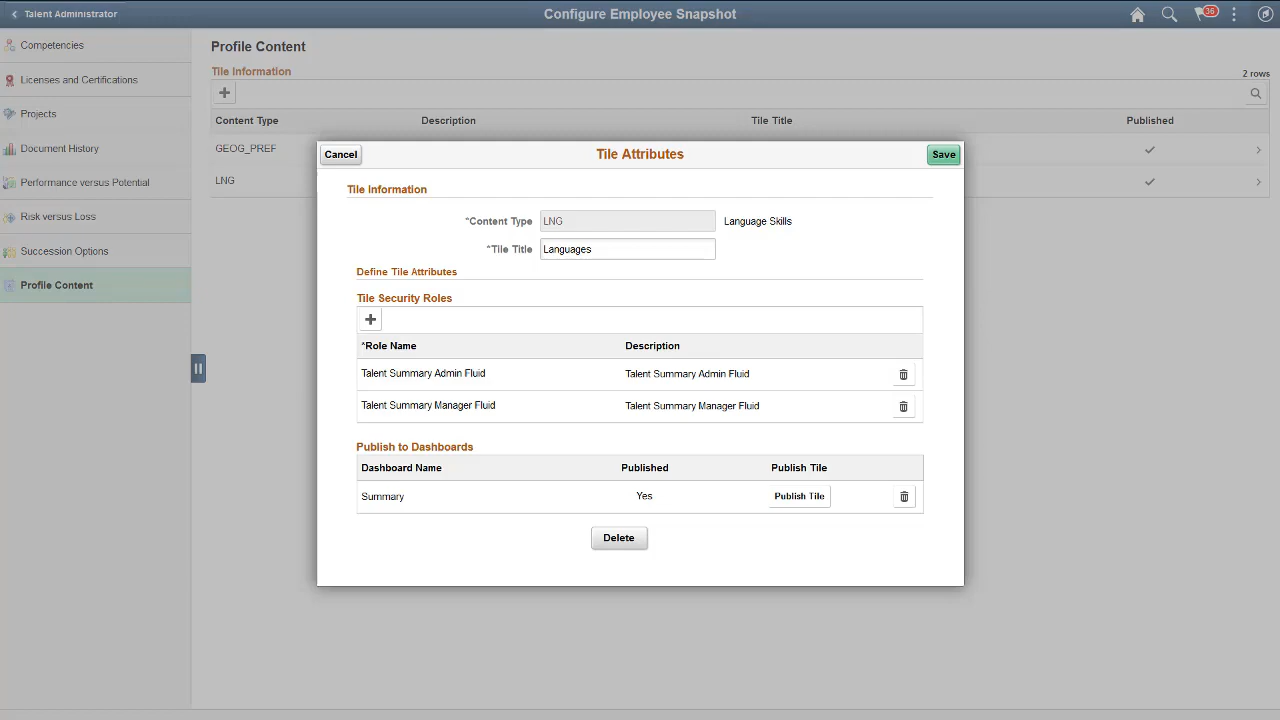 Talent Administrator
Configure Employee Snapshot
36
Competencies
Licenses and Certifications
Projects
Document History
Performance versus Potential
Risk versus Loss
Succession Options
Profile Content
Profile Content
Tile Information
2 rows
Content Type Description Tile Title Published
GEOG_PREF
LNG
Cancel
Tile Attributes
Save
Tile Information
*Content Type LNG Language Skills
*Tile Title Languages
Define Tile Attributes
Tile Security Roles
*Role Name Description
Talent Summary Admin Fluid Talent Summary Admin Fluid
Talent Summary Manager Fluid Talent Summary Manager Fluid
Publish to Dashboards
Dashboard Name Published Publish Tile
Summary Yes Publish Tile
Delete